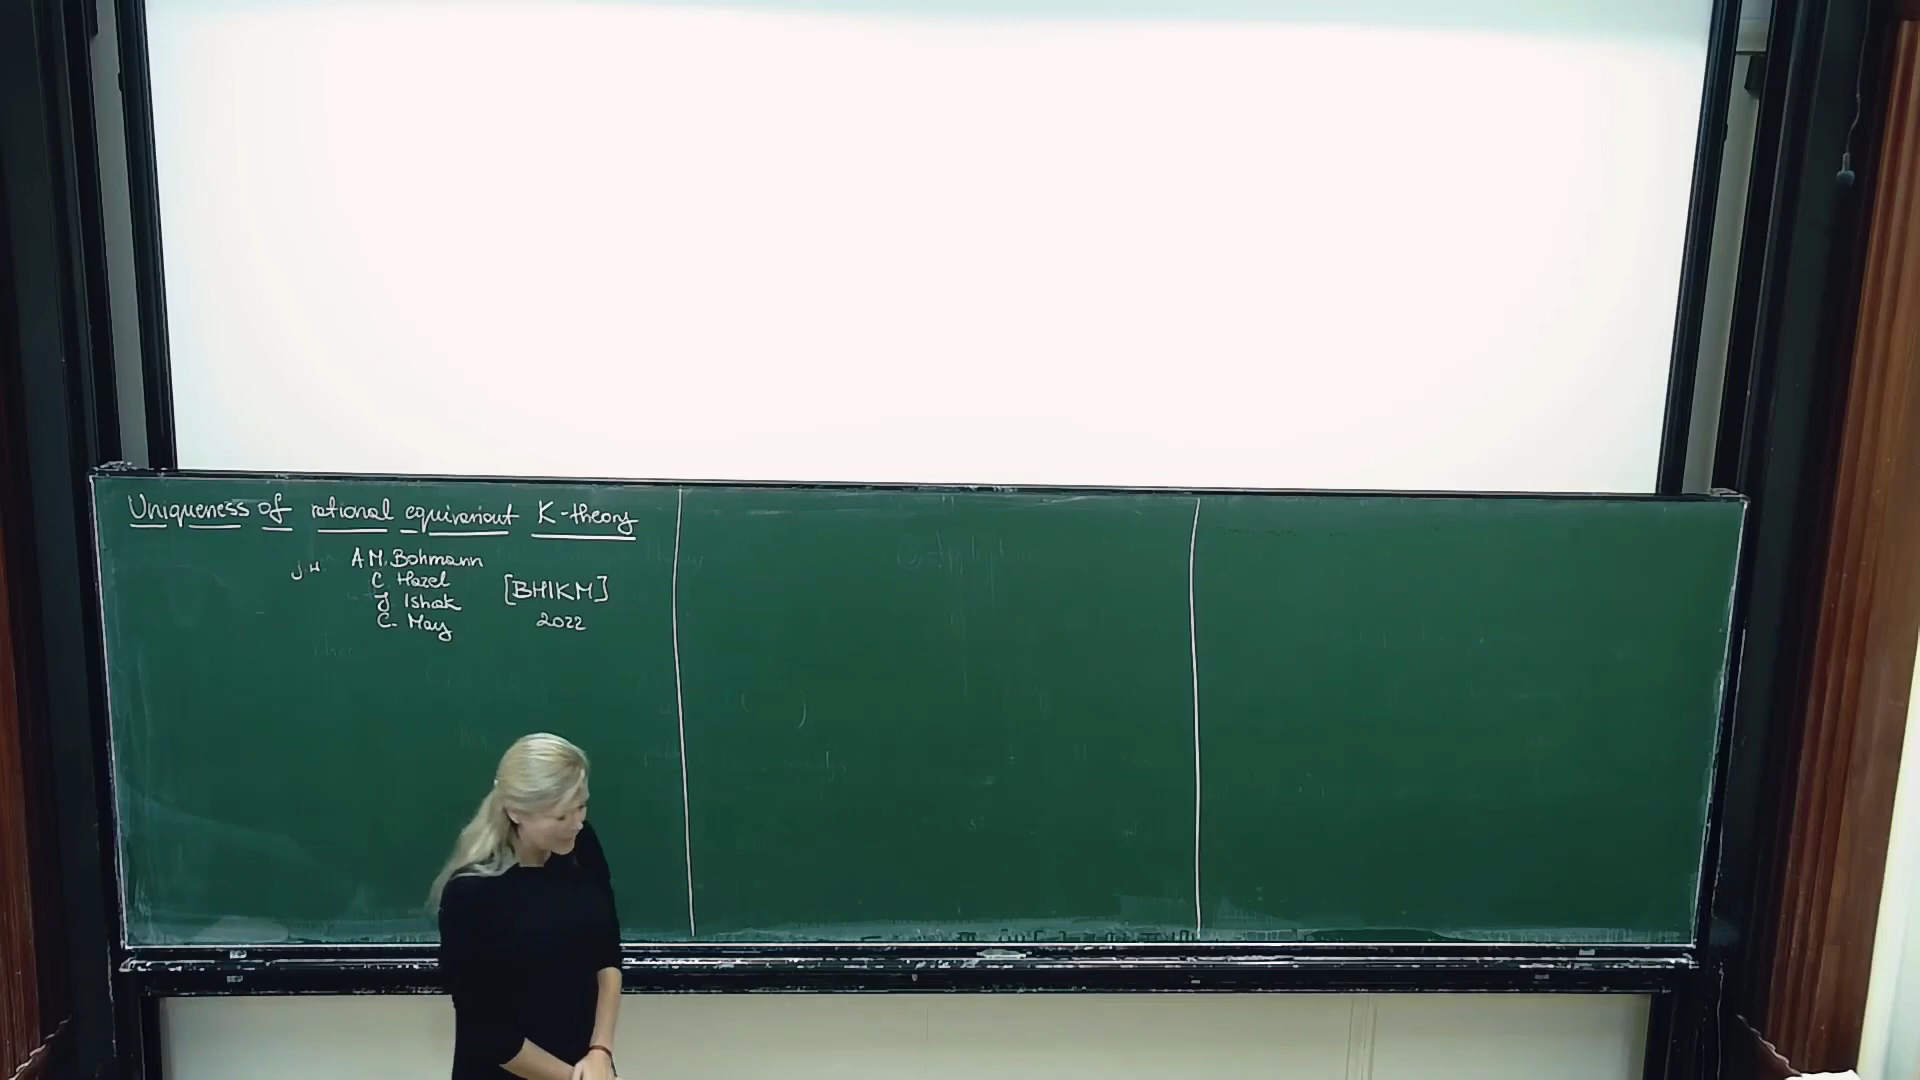 Uniqueness of rational equivariant K-theory
j.w. A.M. Bohmann
C. Hazel
J. Ishak [BHIKM]
C. May 2022